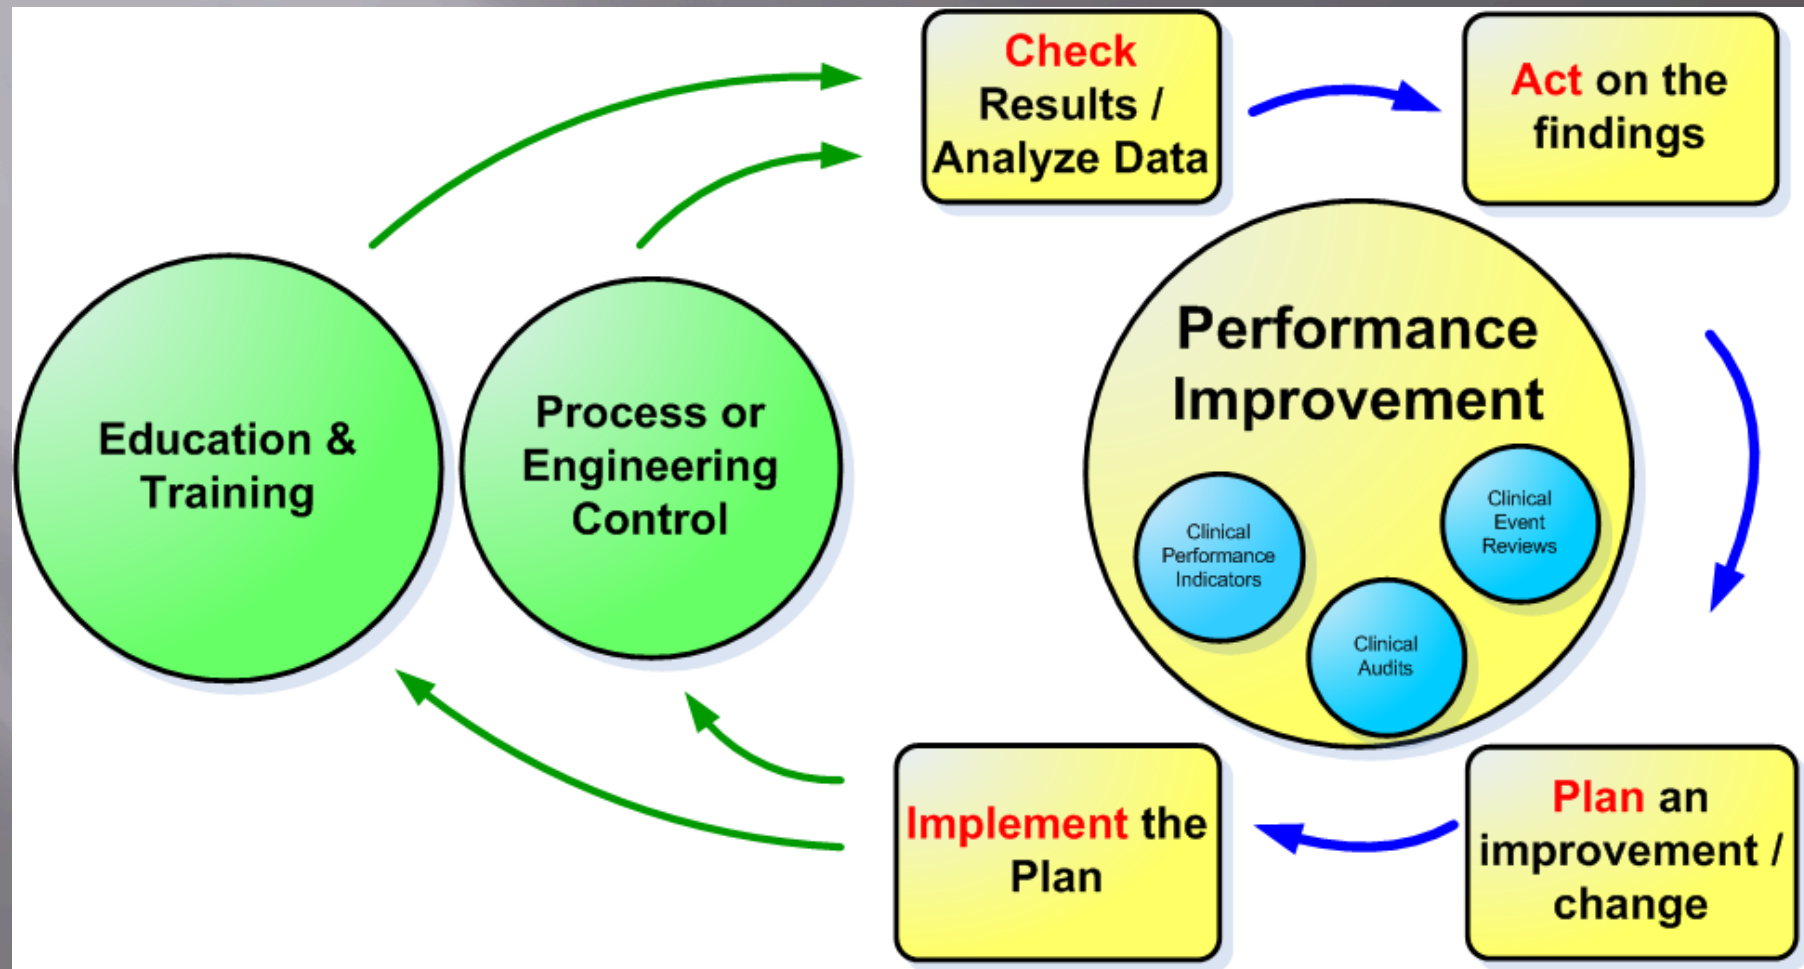 Check
Results /
Analyze Data
Act on the
findings
Education &
Training
Process or
Engineering
Control
Performance
Improvement
Clinical
Performance
Indicators
Clinical
Audits
Clinical
Event
Reviews
Implement the
Plan
Plan an
improvement /
change